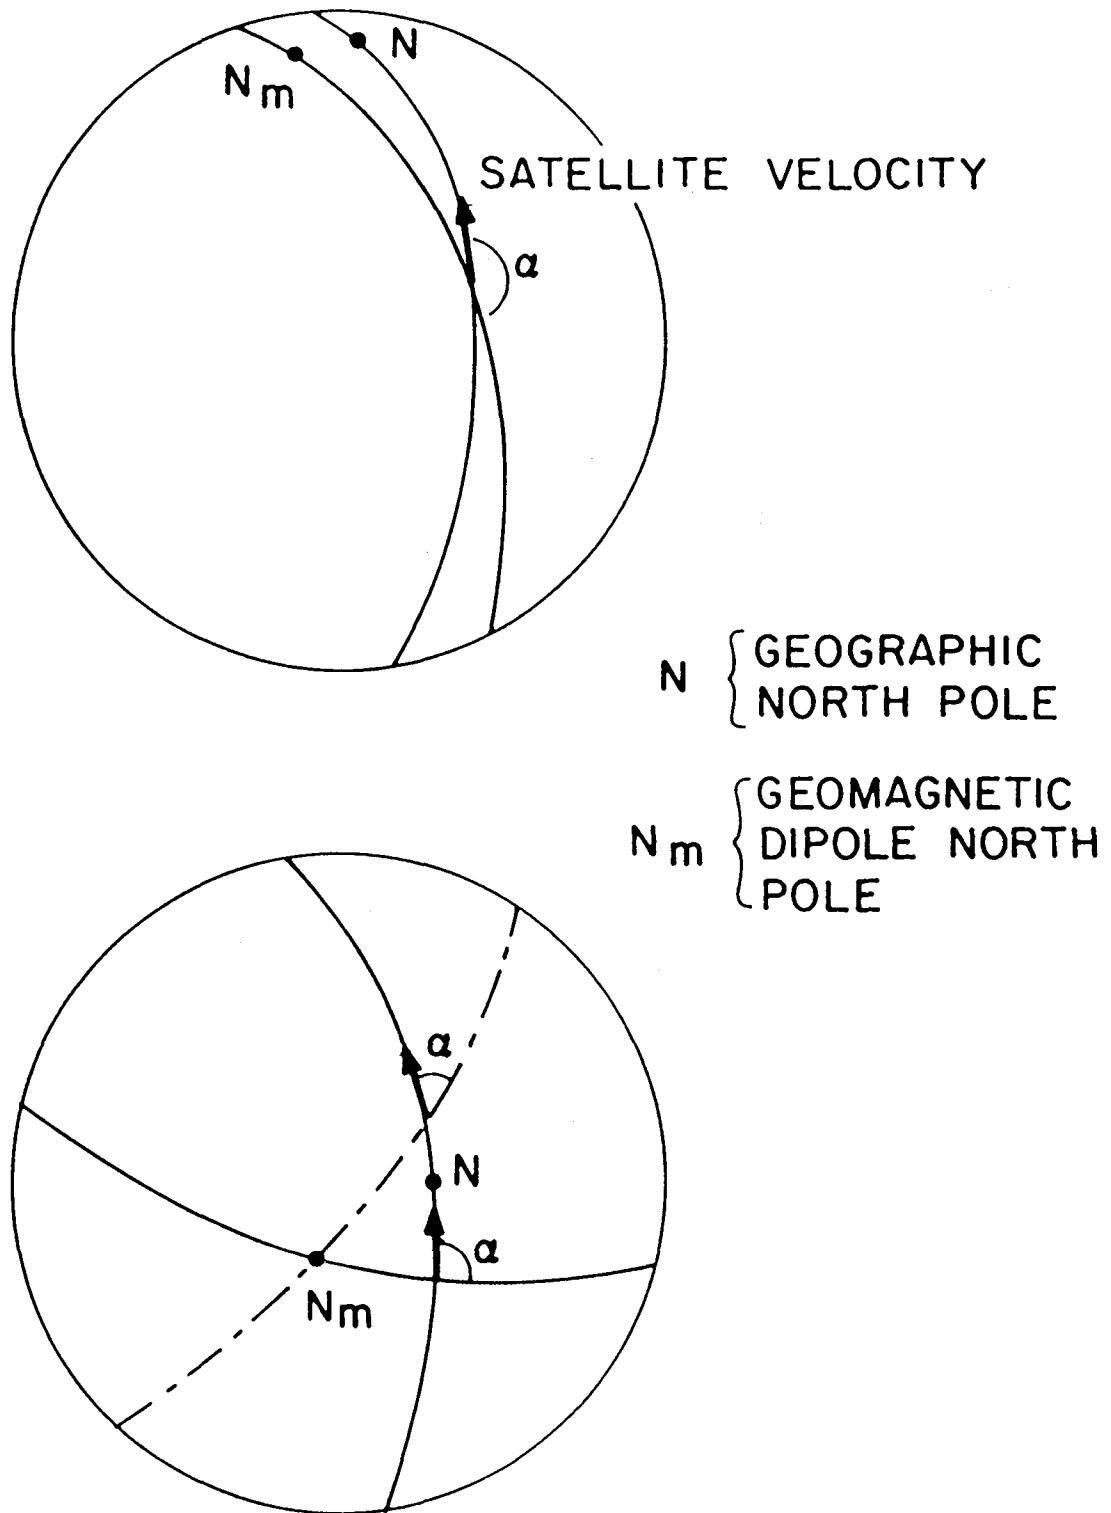 N
Nm
SATELLITE VELOCITY
α
N { GEOGRAPHIC
NORTH POLE
Nm { GEOMAGNETIC
DIPOLE NORTH
POLE
α
N
α
Nm